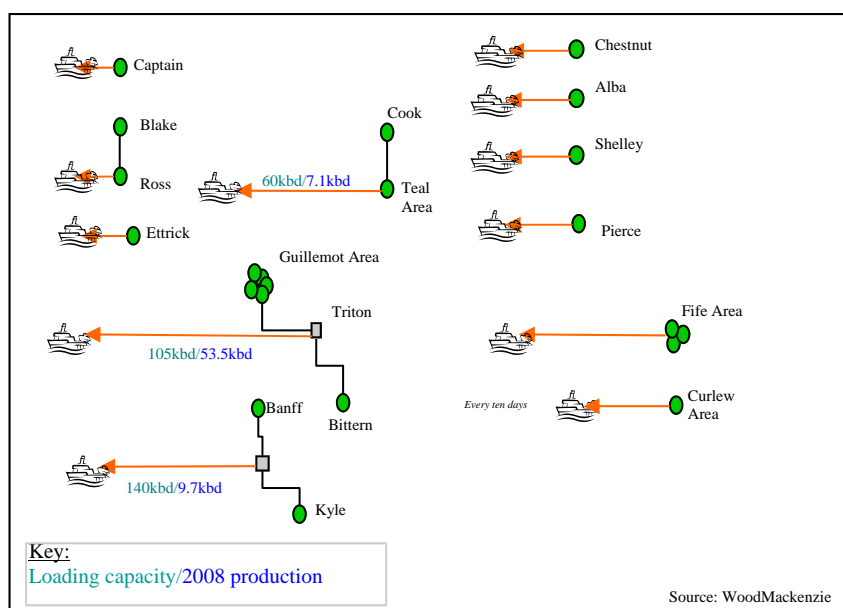 Captain
Blake
Ross
Ettrick
Cook
60kbd/7.1kbd
Teal
Area
Guillemot Area
Triton
105kbd/53.5kbd
Bittern
Banff
140kbd/9.7kbd
Kyle
Chestnut
Alba
Shelley
Pierce
Fife Area
Every ten days
Curlew
Area
Key:
Loading capacity/2008 production
Source: WoodMackenzie